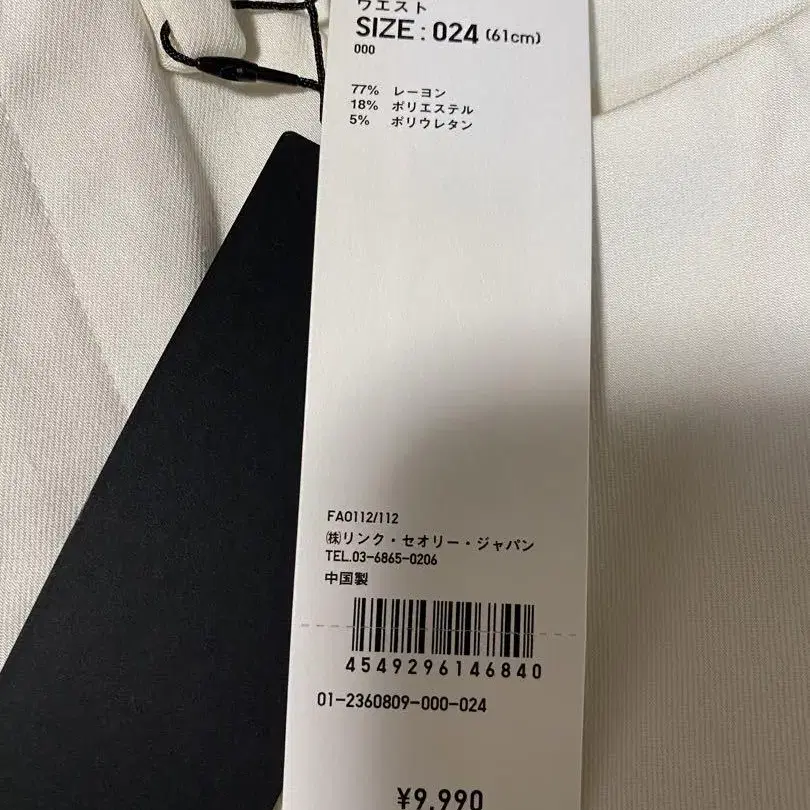 ウエスト
SIZE : 024 (61cm)
000
77% レーヨン
18% ポリエステル
5% ポリウレタン
FA0112/112
㈱リンク・セオリー・ジャパン
TEL.03-6865-0206
中国製
4549296146840
01-2360809-000-024
¥9,990